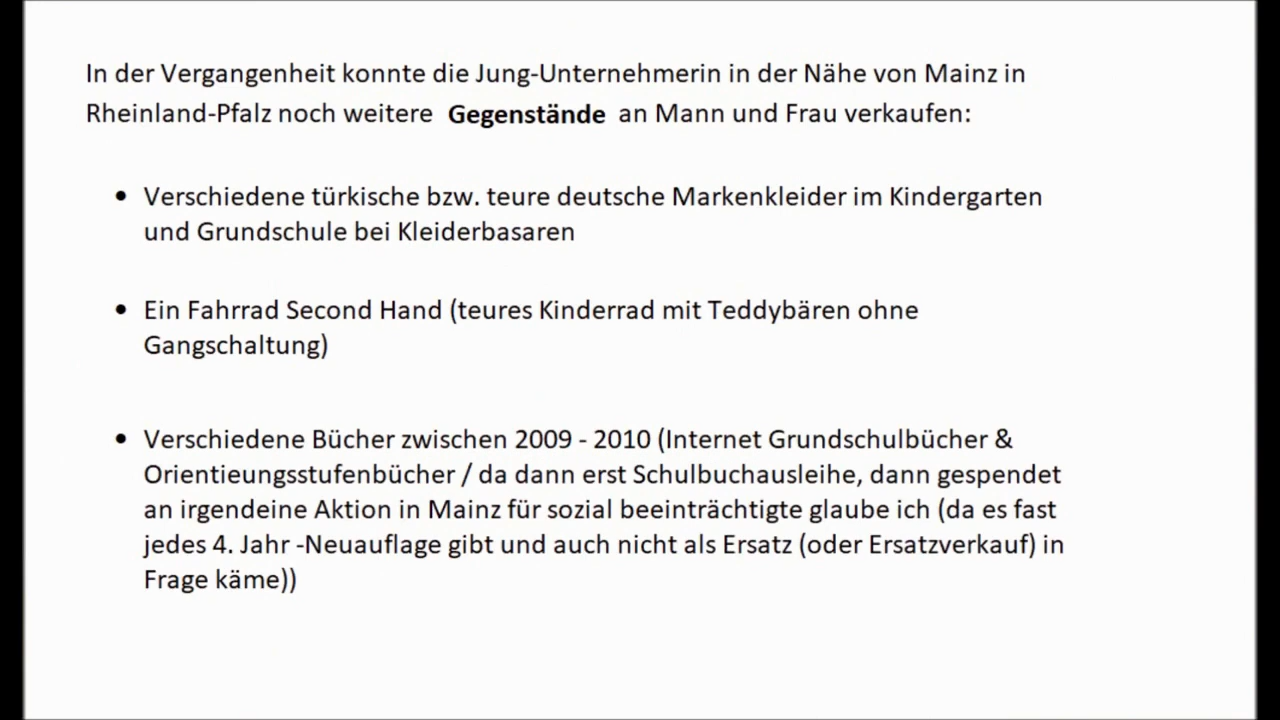 In der Vergangenheit konnte die Jung-Unternehmerin in der Nähe von Mainz in
Rheinland-Pfalz noch weitere Gegenstände an Mann und Frau verkaufen:
• Verschiedene türkische bzw. teure deutsche Markenkleider im Kindergarten
und Grundschule bei Kleiderbasaren
• Ein Fahrrad Second Hand (teures Kinderrad mit Teddybären ohne
Gangschaltung)
• Verschiedene Bücher zwischen 2009 - 2010 (Internet Grundschulbücher &
Orientieungsstufenbücher / da dann erst Schulbuchausleihe, dann gespendet
an irgendeine Aktion in Mainz für sozial beeinträchtigte glaube ich (da es fast
jedes 4. Jahr -Neuauflage gibt und auch nicht als Ersatz (oder Ersatzverkauf) in
Frage käme))